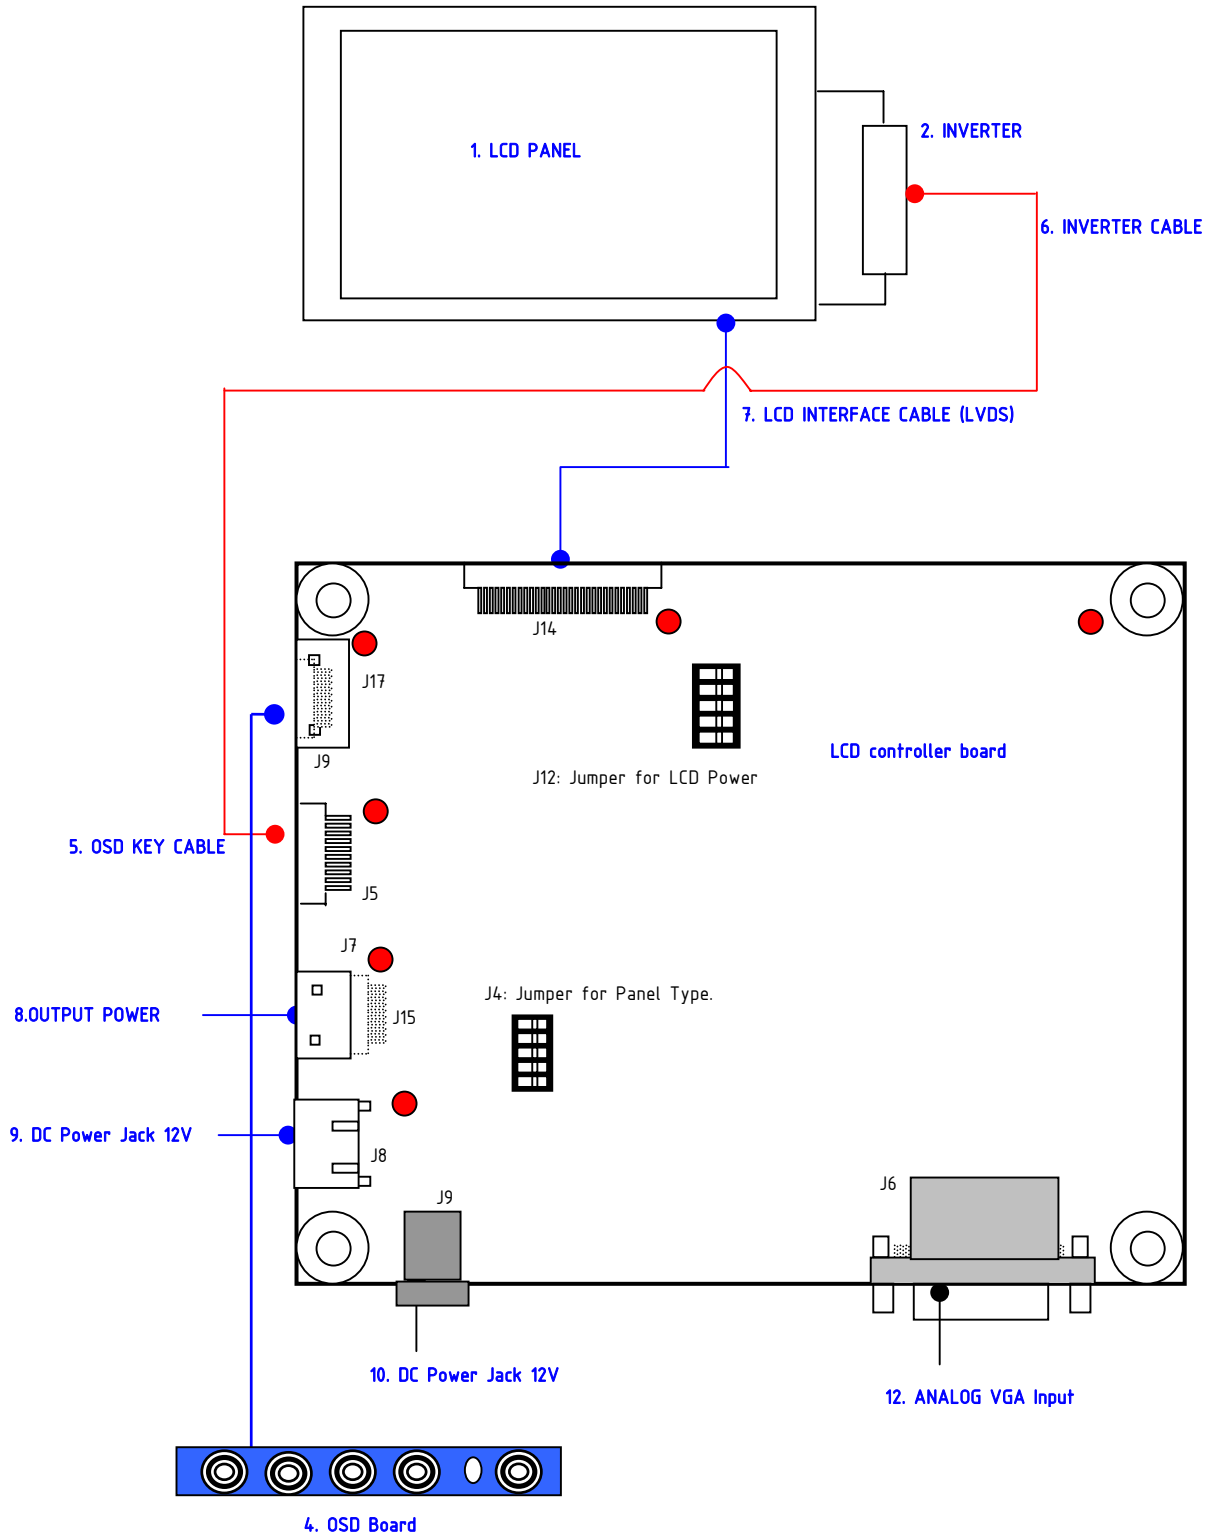 2. INVERTER
1. LCD PANEL
6. INVERTER CABLE
7. LCD INTERFACE CABLE (LVDS)
J14
J17
LCD controller board
J9
J12: Jumper for LCD Power
5. OSD KEY CABLE
J5
J7
J4: Jumper for Panel Type.
8.OUTPUT POWER
J15
9. DC Power Jack 12V
J8
J6
J9
10. DC Power Jack 12V
12. ANALOG VGA Input
4. OSD Board